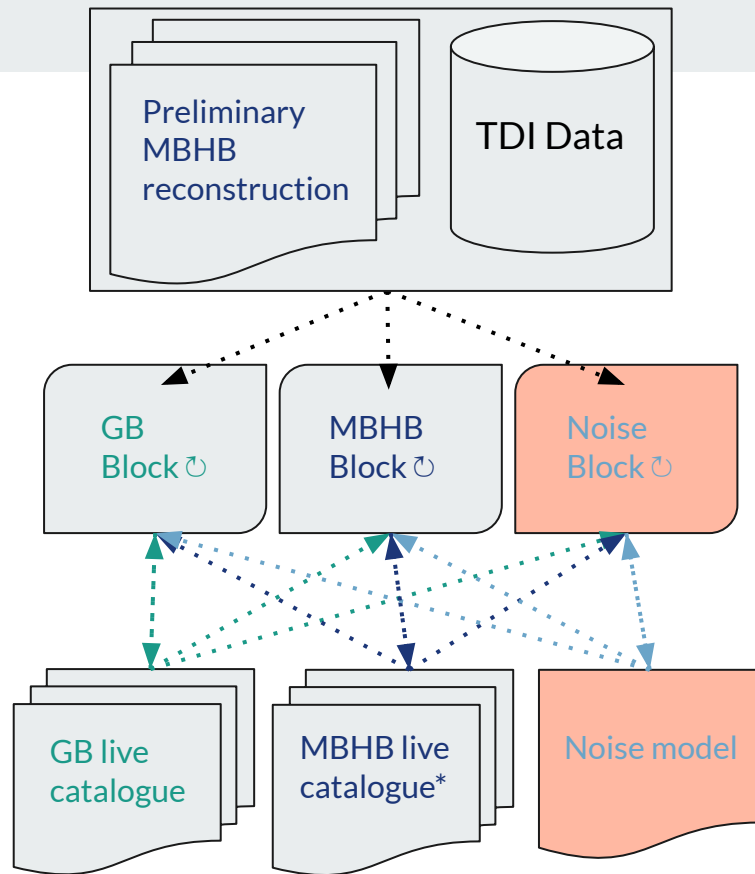 Preliminary
MBHB
reconstruction
TDI Data
GB
Block ↻
MBHB
Block ↻
Noise
Block ↻
GB live
catalogue
MBHB live
catalogue*
Noise model